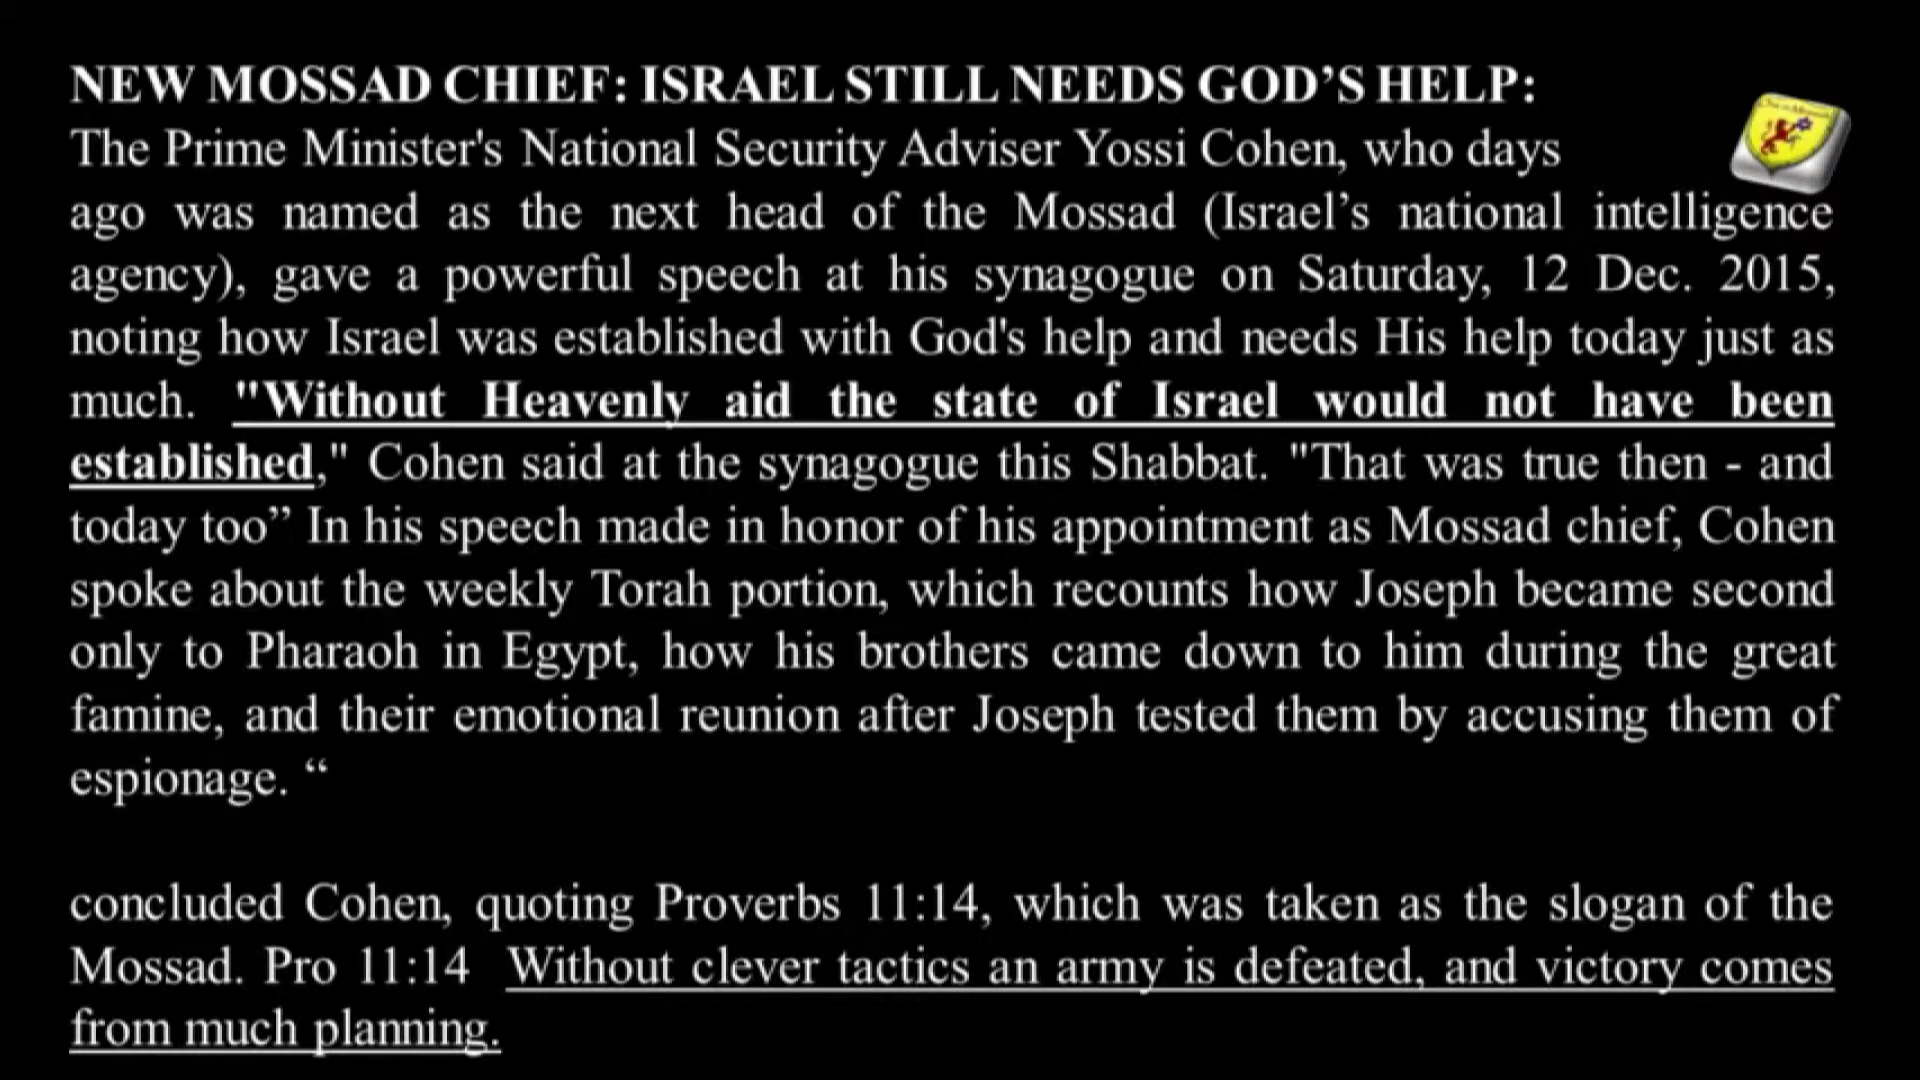 NEW MOSSAD CHIEF: ISRAEL STILL NEEDS GOD’S HELP:
The Prime Minister's National Security Adviser Yossi Cohen, who days
ago was named as the next head of the Mossad (Israel’s national intelligence
agency), gave a powerful speech at his synagogue on Saturday, 12 Dec. 2015,
noting how Israel was established with God's help and needs His help today just as
much. "Without Heavenly aid the state of Israel would not have been
established," Cohen said at the synagogue this Shabbat. "That was true then - and
today too” In his speech made in honor of his appointment as Mossad chief, Cohen
spoke about the weekly Torah portion, which recounts how Joseph became second
only to Pharaoh in Egypt, how his brothers came down to him during the great
famine, and their emotional reunion after Joseph tested them by accusing them of
espionage. “
concluded Cohen, quoting Proverbs 11:14, which was taken as the slogan of the
Mossad. Pro 11:14 Without clever tactics an army is defeated, and victory comes
from much planning.